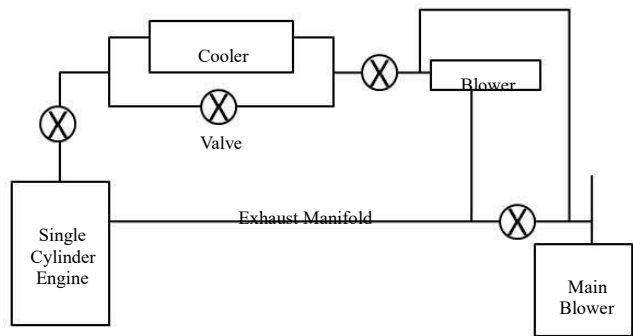 Cooler
Blower
Valve
Exhaust Manifold
Single
Cylinder
Engine
Main
Blower